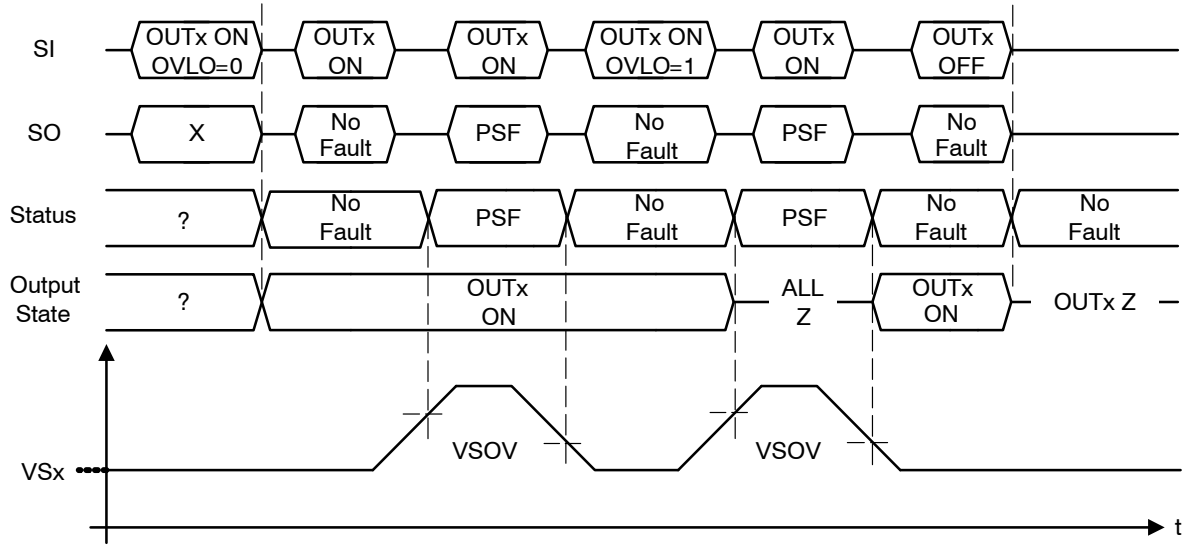 SI
OUTx ON
OVLO=0
OUTx
ON
OUTx
ON
OUTx ON
OVLO=1
OUTx
ON
OUTx
OFF
SO
X
No
Fault
PSF
No
Fault
PSF
No
Fault
Status
?
No
Fault
PSF
No
Fault
PSF
No
Fault
No
Fault
Output
State
?
OUTx
ON
ALL
Z
OUTx
ON
OUTx Z
VSOV
VSOV
VSx
t